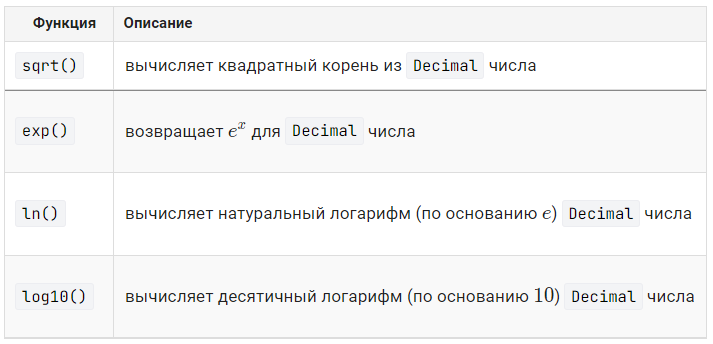 Функция Описание
sqrt() вычисляет квадратный корень из Decimal числа
exp() возвращает e^x для Decimal числа
ln() вычисляет натуральный логарифм (по основанию e) Decimal числа
log10() вычисляет десятичный логарифм (по основанию 10) Decimal числа